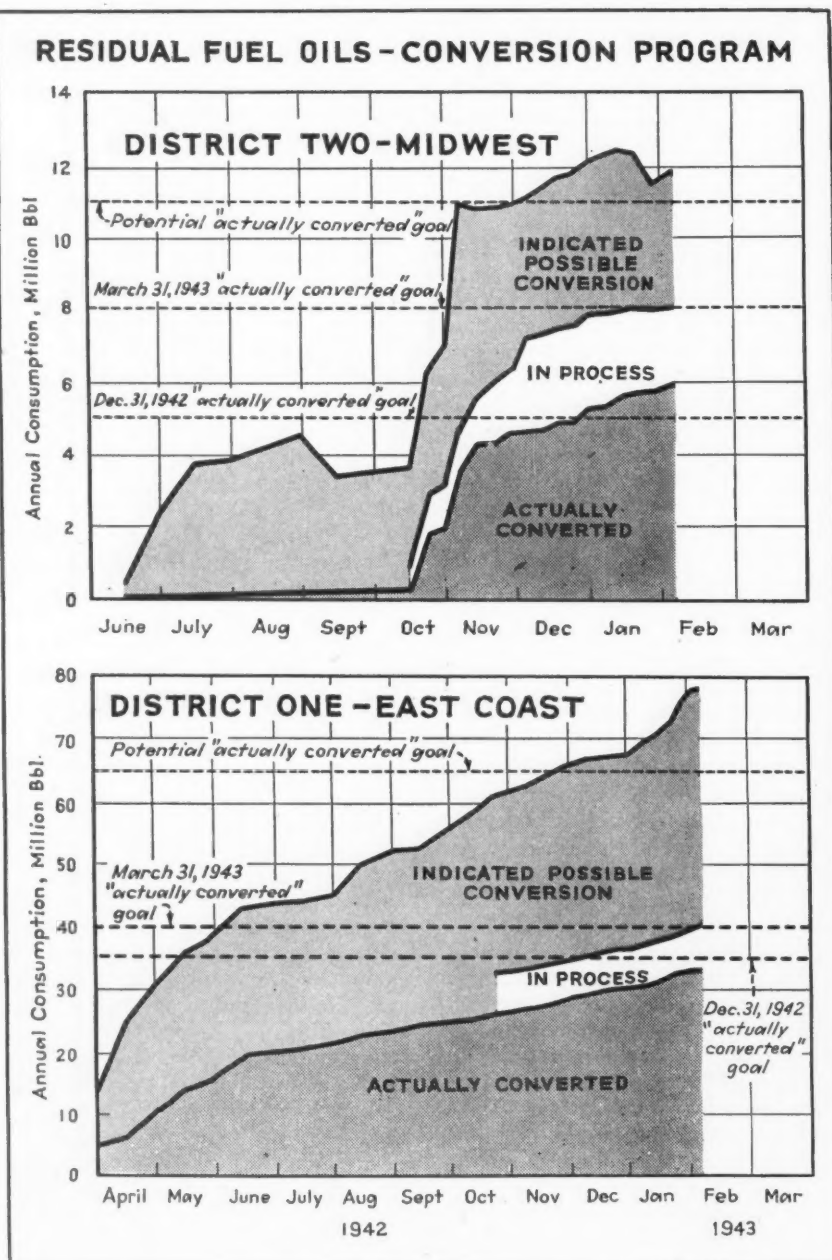 RESIDUAL FUEL OILS-CONVERSION PROGRAM
DISTRICT TWO-MIDWEST
Annual Consumption, Million Bbl
14
12
10
8
6
4
2
0
Potential "actually converted" goal
March 31, 1943 "actually converted" goal
Dec. 31, 1942 "actually converted" goal
INDICATED
POSSIBLE
CONVERSION
IN PROCESS
ACTUALLY
CONVERTED
June July Aug Sept Oct Nov Dec Jan Feb Mar
DISTRICT ONE-EAST COAST
Annual Consumption, Million Bbl.
80
70
60
50
40
30
20
10
0
Potential "actually converted" goal
March 31, 1943
"actually converted"
goal
INDICATED POSSIBLE
CONVERSION
IN PROCESS
Dec. 31, 1942
"actually
converted"
goal
ACTUALLY CONVERTED
April May June July Aug Sept Oct Nov Dec Jan Feb Mar
1942 1943